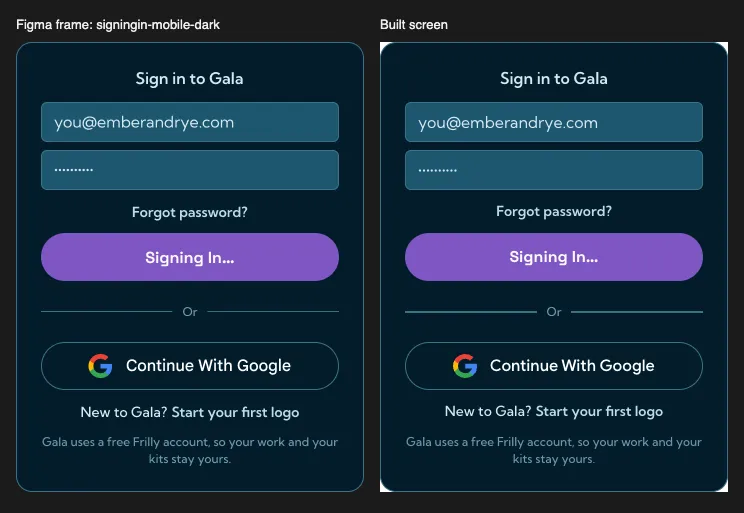 Figma frame: signingin-mobile-dark
Sign in to Gala
you@emberandrye.com
••••••••••
Forgot password?
Signing In...
Or
Continue With Google
New to Gala? Start your first logo
Gala uses a free Frilly account, so your work and your
kits stay yours.
Built screen
Sign in to Gala
you@emberandrye.com
••••••••••
Forgot password?
Signing In...
Or
Continue With Google
New to Gala? Start your first logo
Gala uses a free Frilly account, so your work and your
kits stay yours.